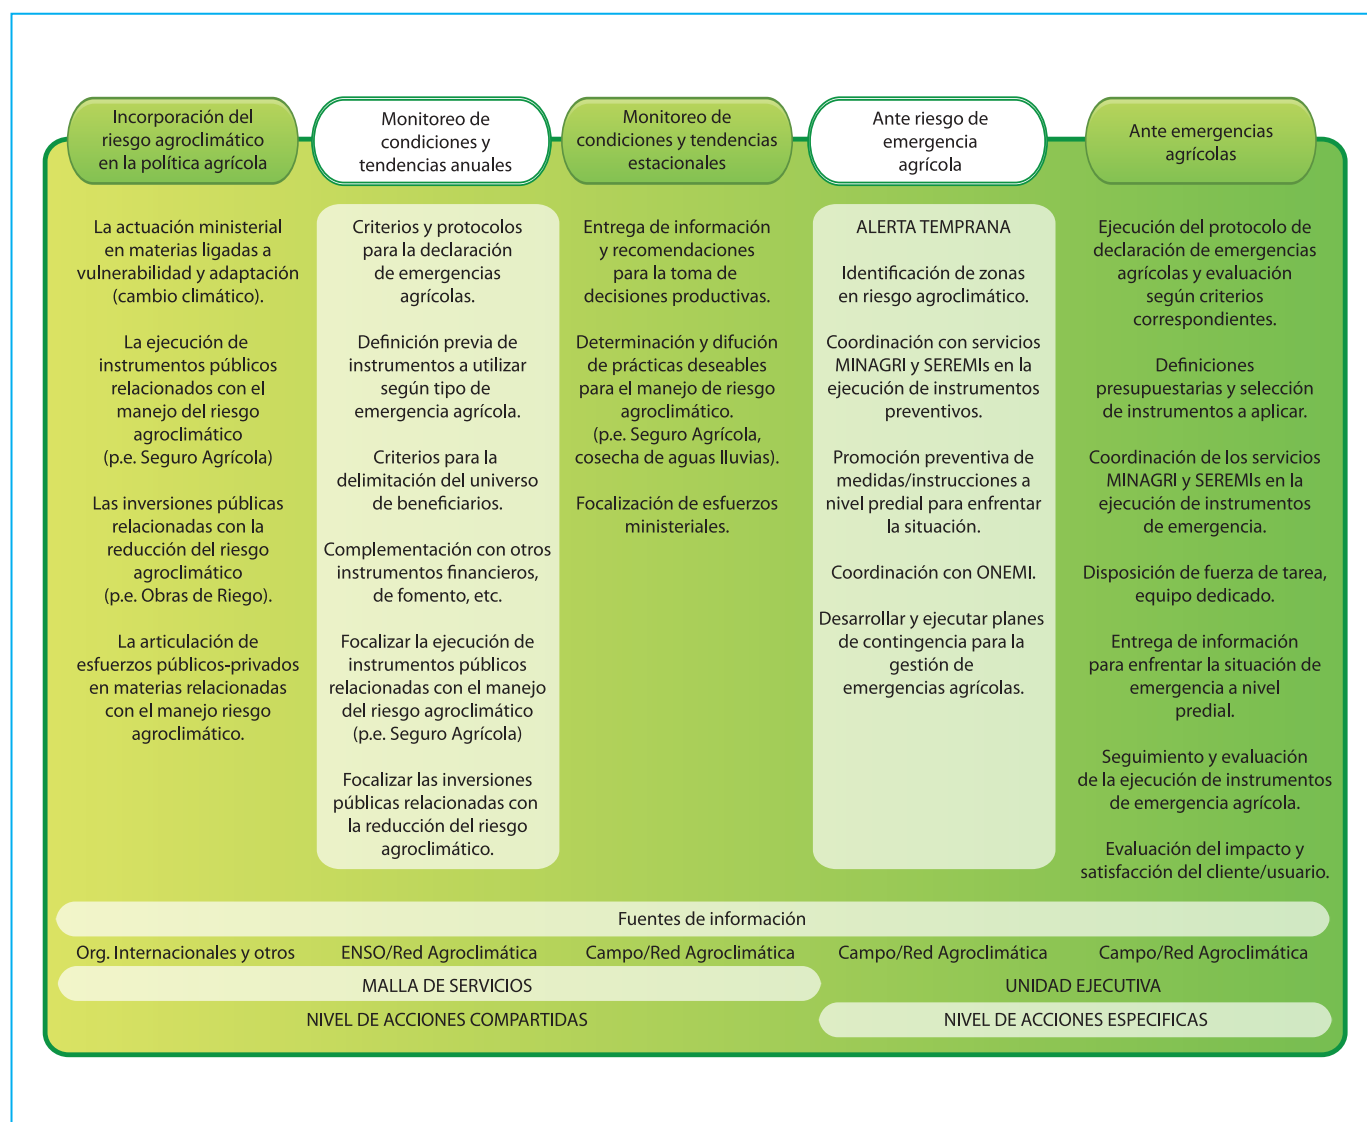 Incorporación del
riesgo agroclimático
en la política agrícola
Monitoreo de
condiciones y
tendencias anuales
Monitoreo de
condiciones y tendencias
estacionales
Ante riesgo de
emergencia
agrícola
Ante emergencias
agrícolas
La actuación ministerial
en materias ligadas a
vulnerabilidad y adaptación
(cambio climático).
La ejecución de
instrumentos públicos
relacionados con el
manejo del riesgo
agroclimático
(p.e. Seguro Agrícola)
Las inversiones públicas
relacionadas con la
reducción del riesgo
agroclimático
(p.e. Obras de Riego).
La articulación de
esfuerzos públicos-privados
en materias relacionadas
con el manejo riesgo
agroclimático.
Criterios y protocolos
para la declaración
de emergencias
agrícolas.
Definición previa de
instrumentos a utilizar
según tipo de
emergencia agrícola.
Criterios para la
delimitación del universo
de beneficiarios.
Complementación con otros
instrumentos financieros,
de fomento, etc.
Focalizar la ejecución de
instrumentos públicos
relacionadas con el manejo
del riesgo agroclimático
(p.e. Seguro Agrícola)
Focalizar las inversiones
públicas relacionadas con
la reducción del riesgo
agroclimático.
Entrega de información
y recomendaciones
para la toma de
decisiones productivas.
Determinación y difución
de prácticas deseables
para el manejo de riesgo
agroclimático.
(p.e. Seguro Agrícola,
cosecha de aguas lluvias).
Focalización de esfuerzos
ministeriales.
ALERTA TEMPRANA
Identificación de zonas
en riesgo agroclimático.
Coordinación con servicios
MINAGRI y SEREMIs en la
ejecución de instrumentos
preventivos.
Promoción preventiva de
medidas/instrucciones a
nivel predial para enfrentar
la situación.
Coordinación con ONEMI.
Desarrollar y ejecutar planes
de contingencia para la
gestión de
emergencias agrícolas.
Ejecución del protocolo de
declaración de emergencias
agrícolas y evaluación
según criterios
correspondientes.
Definiciones
presupuestarias y selección
de instrumentos a aplicar.
Coordinación de los servicios
MINAGRI y SEREMIs en la
ejecución de instrumentos
de emergencia.
Disposición de fuerza de tarea,
equipo dedicado.
Entrega de información
para enfrentar la situación de
emergencia a nivel
predial.
Seguimiento y evaluación
de la ejecución de instrumentos
de emergencia agrícola.
Evaluación del impacto y
satisfacción del cliente/usuario.
Fuentes de información
Org. Internacionales y otros
ENSO/Red Agroclimática
Campo/Red Agroclimática
Campo/Red Agroclimática
Campo/Red Agroclimática
MALLA DE SERVICIOS
UNIDAD EJECUTIVA
NIVEL DE ACCIONES COMPARTIDAS
NIVEL DE ACCIONES ESPECIFICAS